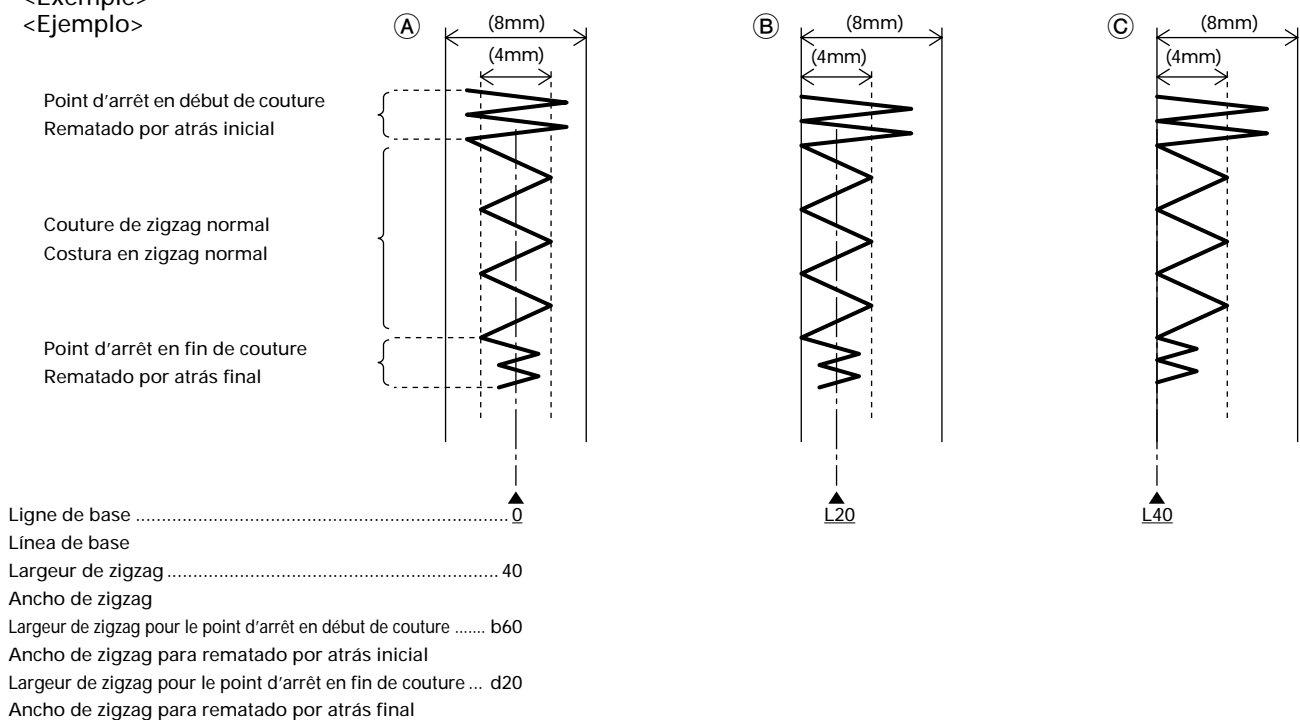 <Exemple>
<Ejemplo>
Ⓐ (8mm) Ⓑ (8mm) Ⓒ (8mm)
(4mm) (4mm) (4mm)
Point d'arrêt en début de couture
Rematado por atrás inicial
Couture de zigzag normal
Costura en zigzag normal
Point d'arrêt en fin de couture
Rematado por atrás final
Ligne de base ........................................................................ 0 L20 L40
Línea de base
Largeur de zigzag ................................................................ 40
Ancho de zigzag
Largeur de zigzag pour le point d'arrêt en début de couture ....... b60
Ancho de zigzag para rematado por atrás inicial
Largeur de zigzag pour le point d'arrêt en fin de couture ... d20
Ancho de zigzag para rematado por atrás final